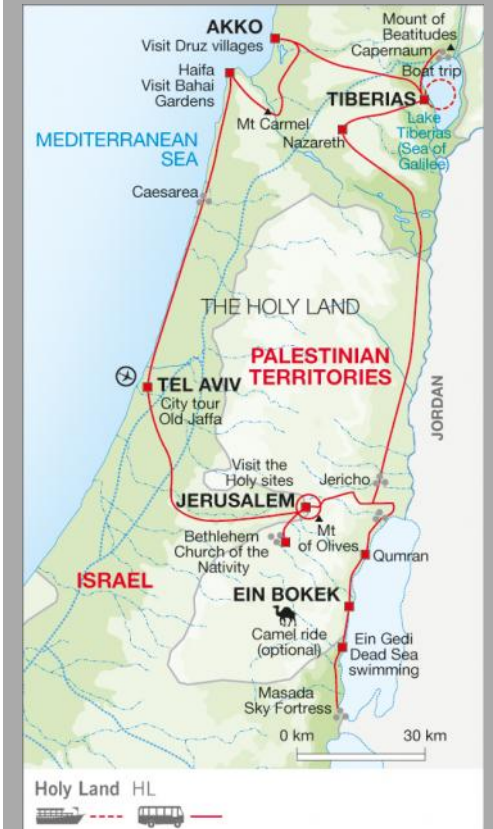 AKKO
Visit Druz villages
Mount of
Beatitudes
Capernaum
Boat trip
Haifa
Visit Bahai
Gardens
TIBERIAS
Mt Carmel
Nazareth
Lake
Tiberias
(Sea of
Galilee)
MEDITERRANEAN
SEA
Caesarea
THE HOLY LAND
PALESTINIAN
TERRITORIES
JORDAN
TEL AVIV
City tour
Old Jaffa
Visit the
Holy sites
Jericho
JERUSALEM
Mt
of Olives
Bethlehem
Church of the
Nativity
Qumran
ISRAEL
EIN BOKEK
Camel ride
(optional)
Ein Gedi
Dead Sea
swimming
Masada
Sky Fortress
0 km 30 km
Holy Land HL